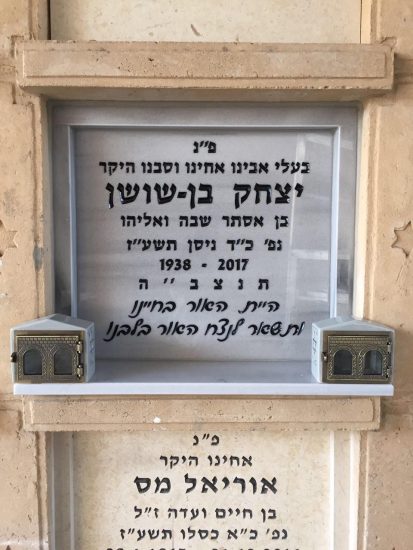 פ"נ
בעלי אבינו אחינו וסבנו היקר
יצחק בן-שושן
בן אסתר שבה ואליהו
נפ' כ"ד ניסן תשע"ז
1938 - 2017
ת נ צ ב '' ה
היית האור בחיינו
ותשאר לנצח האור בלבנו
פ"נ
אחינו היקר
אוריאל מס
בן חיים ועדה ז"ל
נפ' כ"א כסלו תשע"ז